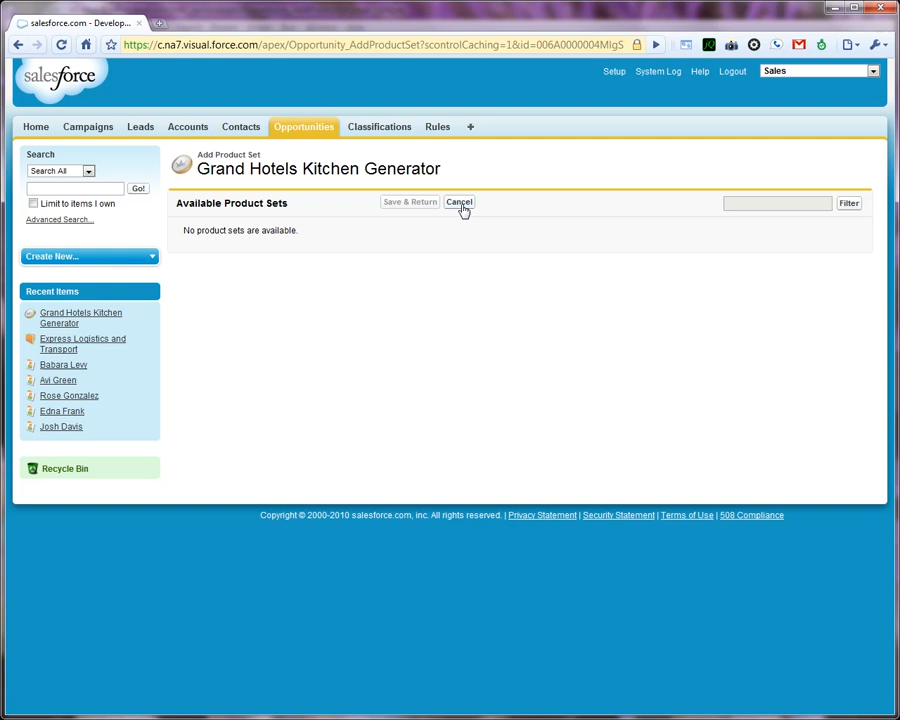 salesforce.com - Develop...
https://c.na7.visual.force.com/apex/Opportunity_AddProductSet?scontrolCaching=1&id=006A0000004MIgS
salesforce
Setup System Log Help Logout Sales
Home Campaigns Leads Accounts Contacts Opportunities Classifications Rules +
Search
Search All
Go!
Limit to items I own
Advanced Search...
Create New...
Recent Items
Grand Hotels Kitchen
Generator
Express Logistics and
Transport
Babara Levy
Avi Green
Rose Gonzalez
Edna Frank
Josh Davis
Recycle Bin
Add Product Set
Grand Hotels Kitchen Generator
Available Product Sets Save & Return Cancel Filter
No product sets are available.
Copyright © 2000-2010 salesforce.com, inc. All rights reserved. | Privacy Statement | Security Statement | Terms of Use | 508 Compliance